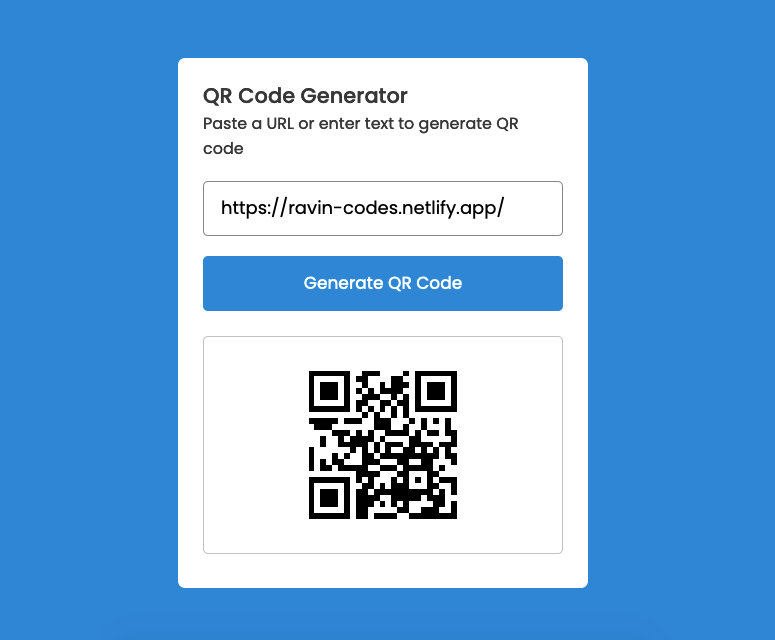 QR Code Generator
Paste a URL or enter text to generate QR
code
https://ravin-codes.netlify.app/
Generate QR Code